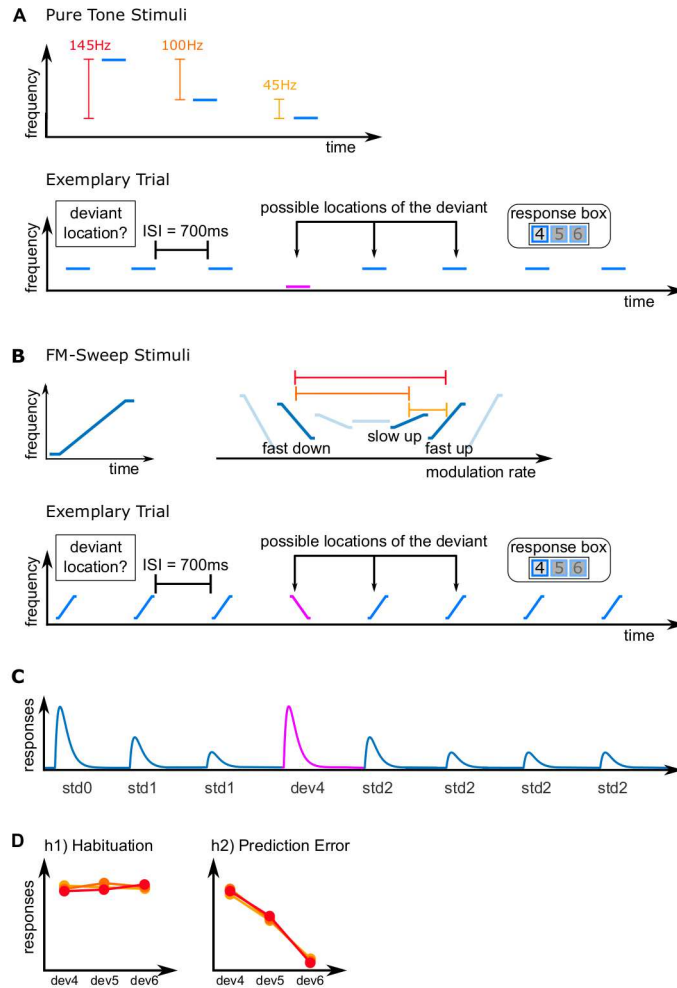 A Pure Tone Stimuli
145Hz 100Hz 45Hz
frequency
time
Exemplary Trial
deviant location?
ISI = 700ms
possible locations of the deviant
response box
4 5 6
frequency
time
B FM-Sweep Stimuli
frequency
time
fast down
slow up
fast up
modulation rate
Exemplary Trial
deviant location?
ISI = 700ms
possible locations of the deviant
response box
4 5 6
frequency
time
C
responses
std0 std1 std1 dev4 std2 std2 std2 std2
D
h1) Habituation h2) Prediction Error
responses
dev4 dev5 dev6 dev4 dev5 dev6